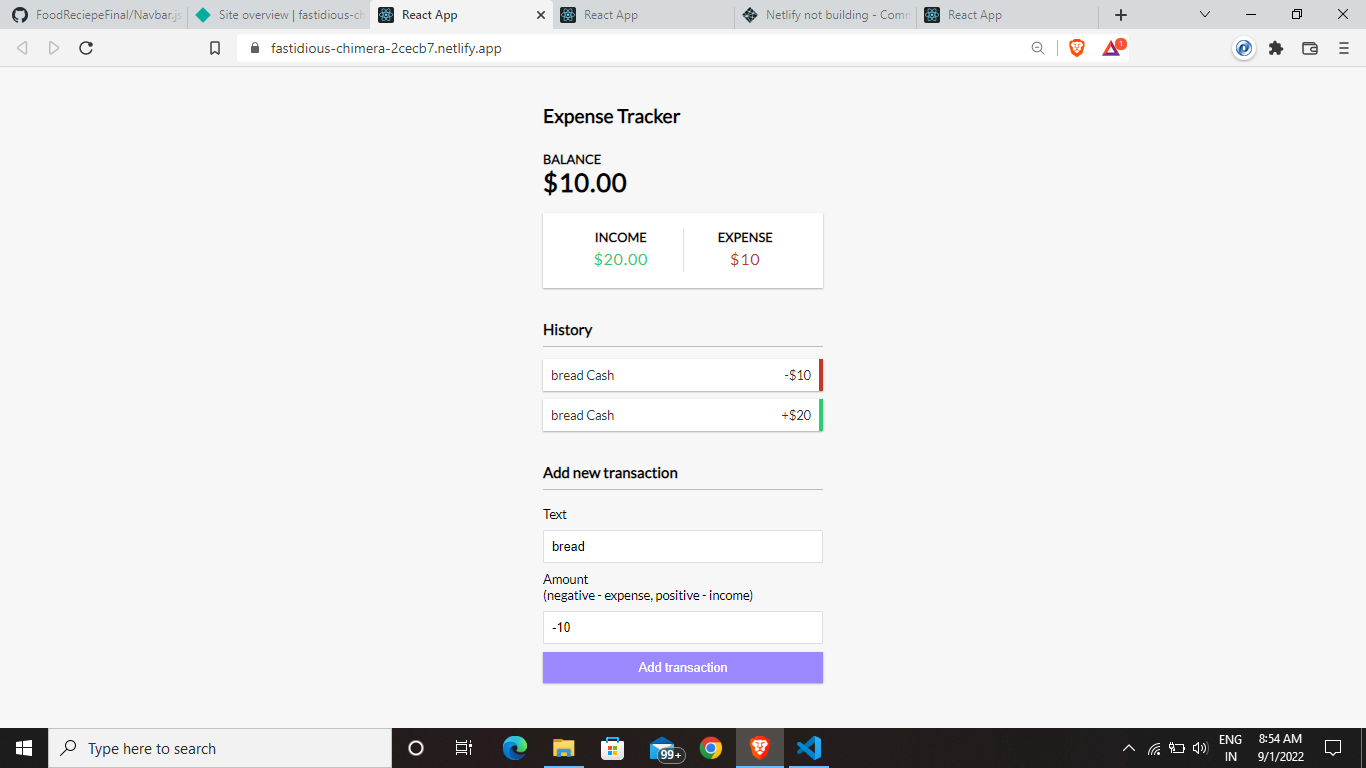 FoodReciepeFinal/Navbar.js
Site overview | fastidious-ch
React App
React App
Netlify not building - Comm
React App
fastidious-chimera-2cecb7.netlify.app
1
Expense Tracker
BALANCE
$10.00
INCOME
$20.00
EXPENSE
$10
History
bread Cash -$10
bread Cash +$20
Add new transaction
Text
bread
Amount
(negative - expense, positive - income)
-10
Add transaction
Type here to search
99+
ENG
IN
8:54 AM
9/1/2022